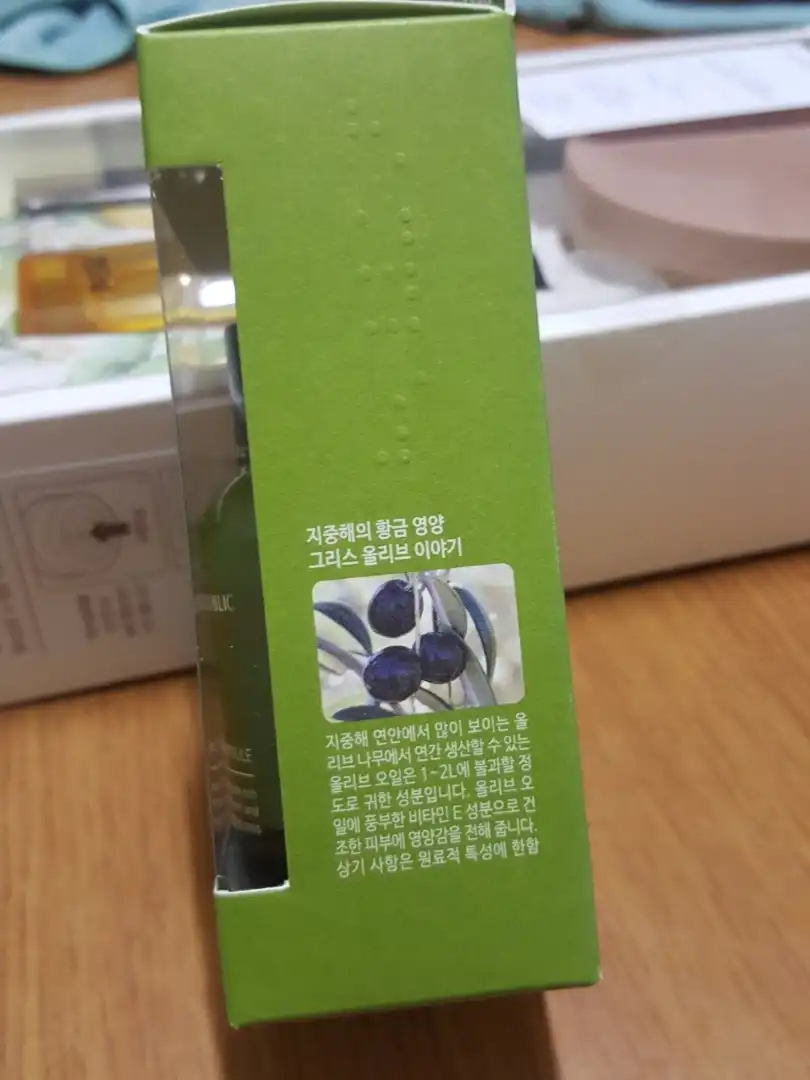 지중해의 황금 영양
그리스 올리브 이야기
지중해 연안에서 많이 보이는 올
리브 나무에서 연간 생산할 수 있는
올리브 오일은 1~2L에 불과할 정
도로 귀한 성분입니다. 올리브 오
일에 풍부한 비타민 E 성분으로 건
조한 피부에 영양감을 전해 줍니다.
상기 사항은 원료적 특성에 한함